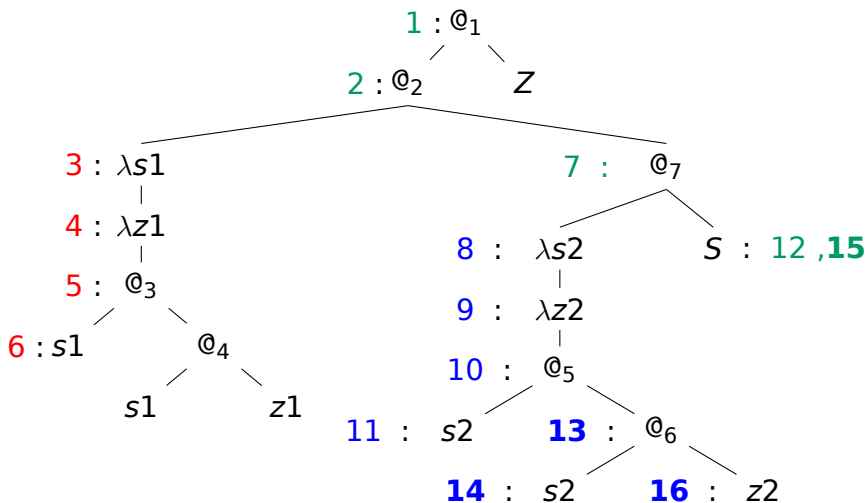 1 : @₁
2 : @₂ Z
3 : λs1 7 : @₇
4 : λz1 8 : λs2 S : 12 ,15
5 : @₃ 9 : λz2
6 : s1 @₄ 10 : @₅
s1 z1 11 : s2 13 : @₆
14 : s2 16 : z2